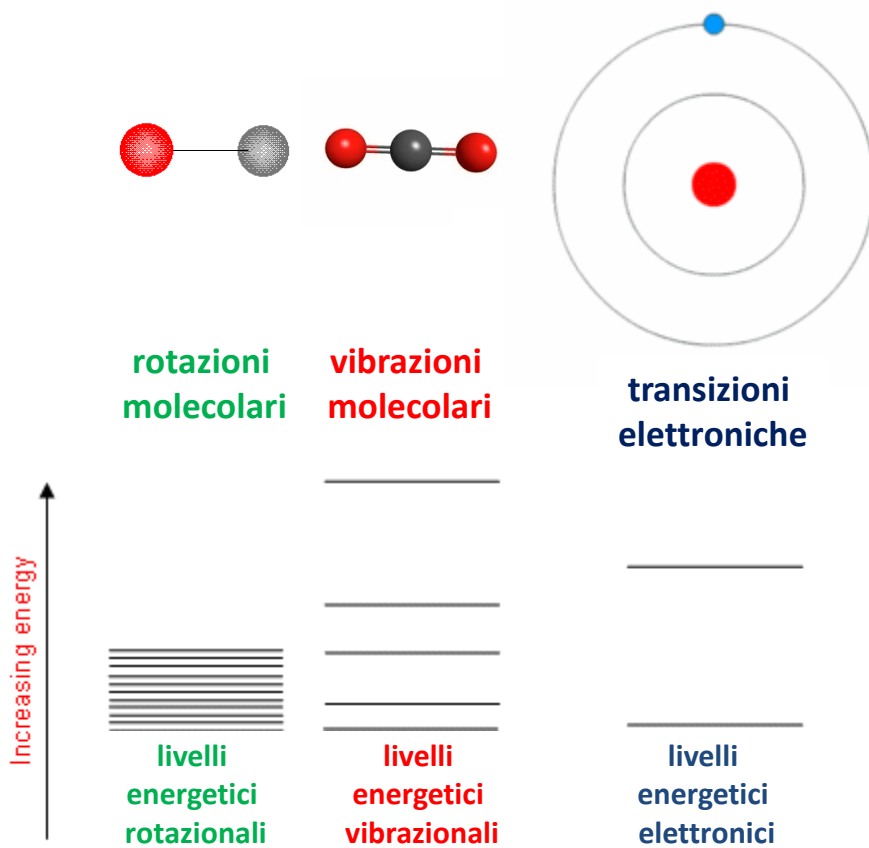 rotazioni
molecolari
vibrazioni
molecolari
transizioni
elettroniche
Increasing energy
livelli
energetici
rotazionali
livelli
energetici
vibrazionali
livelli
energetici
elettronici